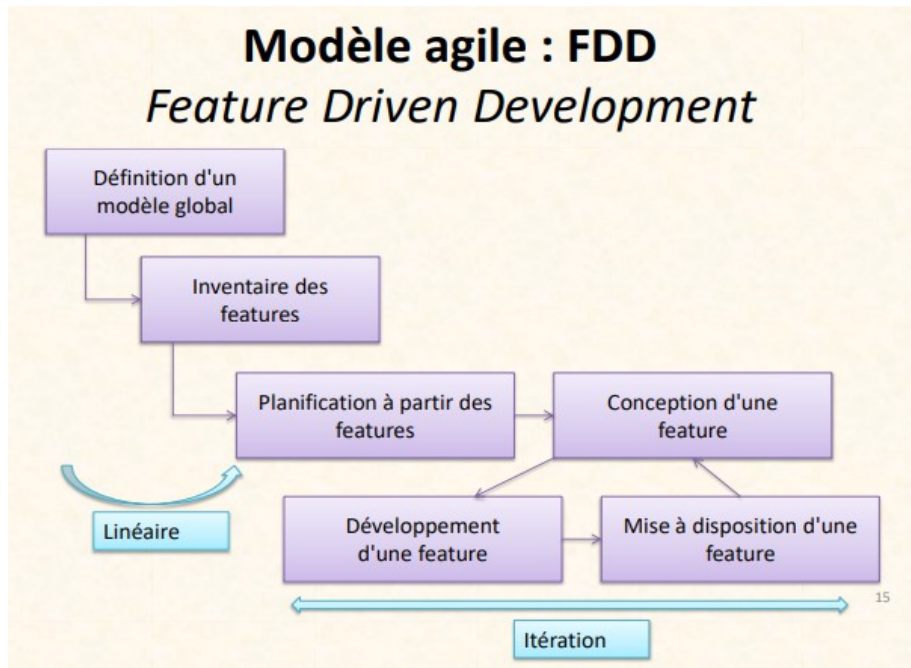 Modèle agile : FDD
Feature Driven Development
Définition d'un
modèle global
Inventaire des
features
Planification à partir des
features
Conception d'une
feature
Linéaire
Développement
d'une feature
Mise à disposition d'une
feature
15
Itération